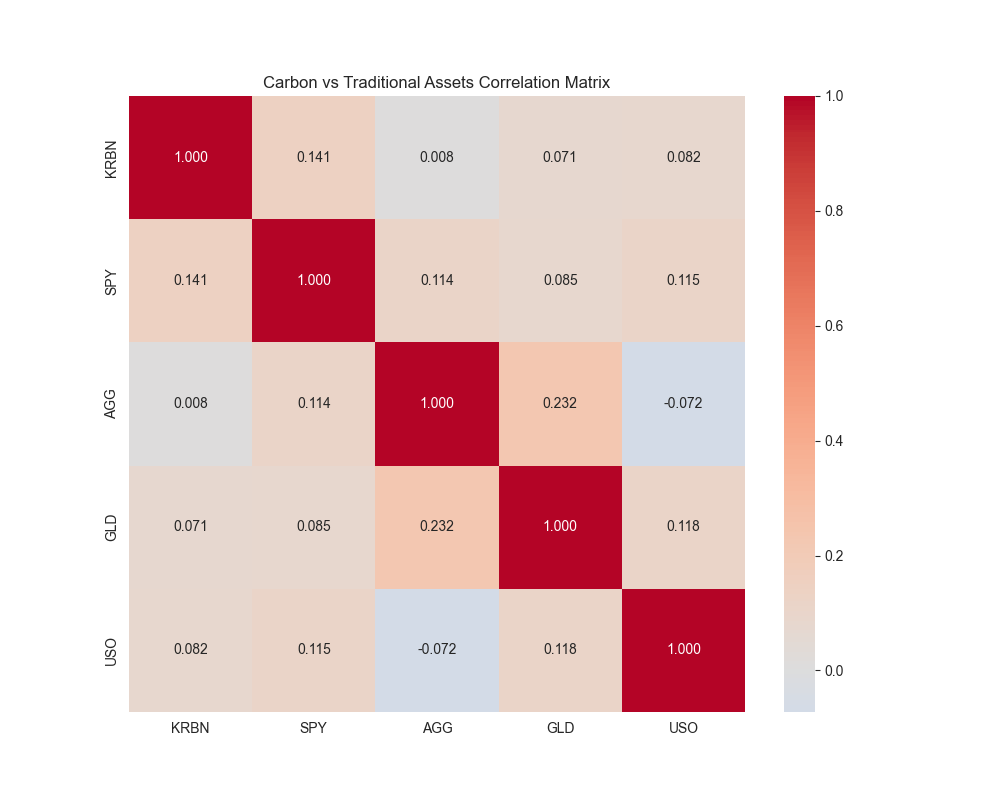 Carbon vs Traditional Assets Correlation Matrix
KRBN 1.000 0.141 0.008 0.071 0.082
SPY 0.141 1.000 0.114 0.085 0.115
AGG 0.008 0.114 1.000 0.232 -0.072
GLD 0.071 0.085 0.232 1.000 0.118
USO 0.082 0.115 -0.072 0.118 1.000
KRBN SPY AGG GLD USO
1.0
0.8
0.6
0.4
0.2
0.0